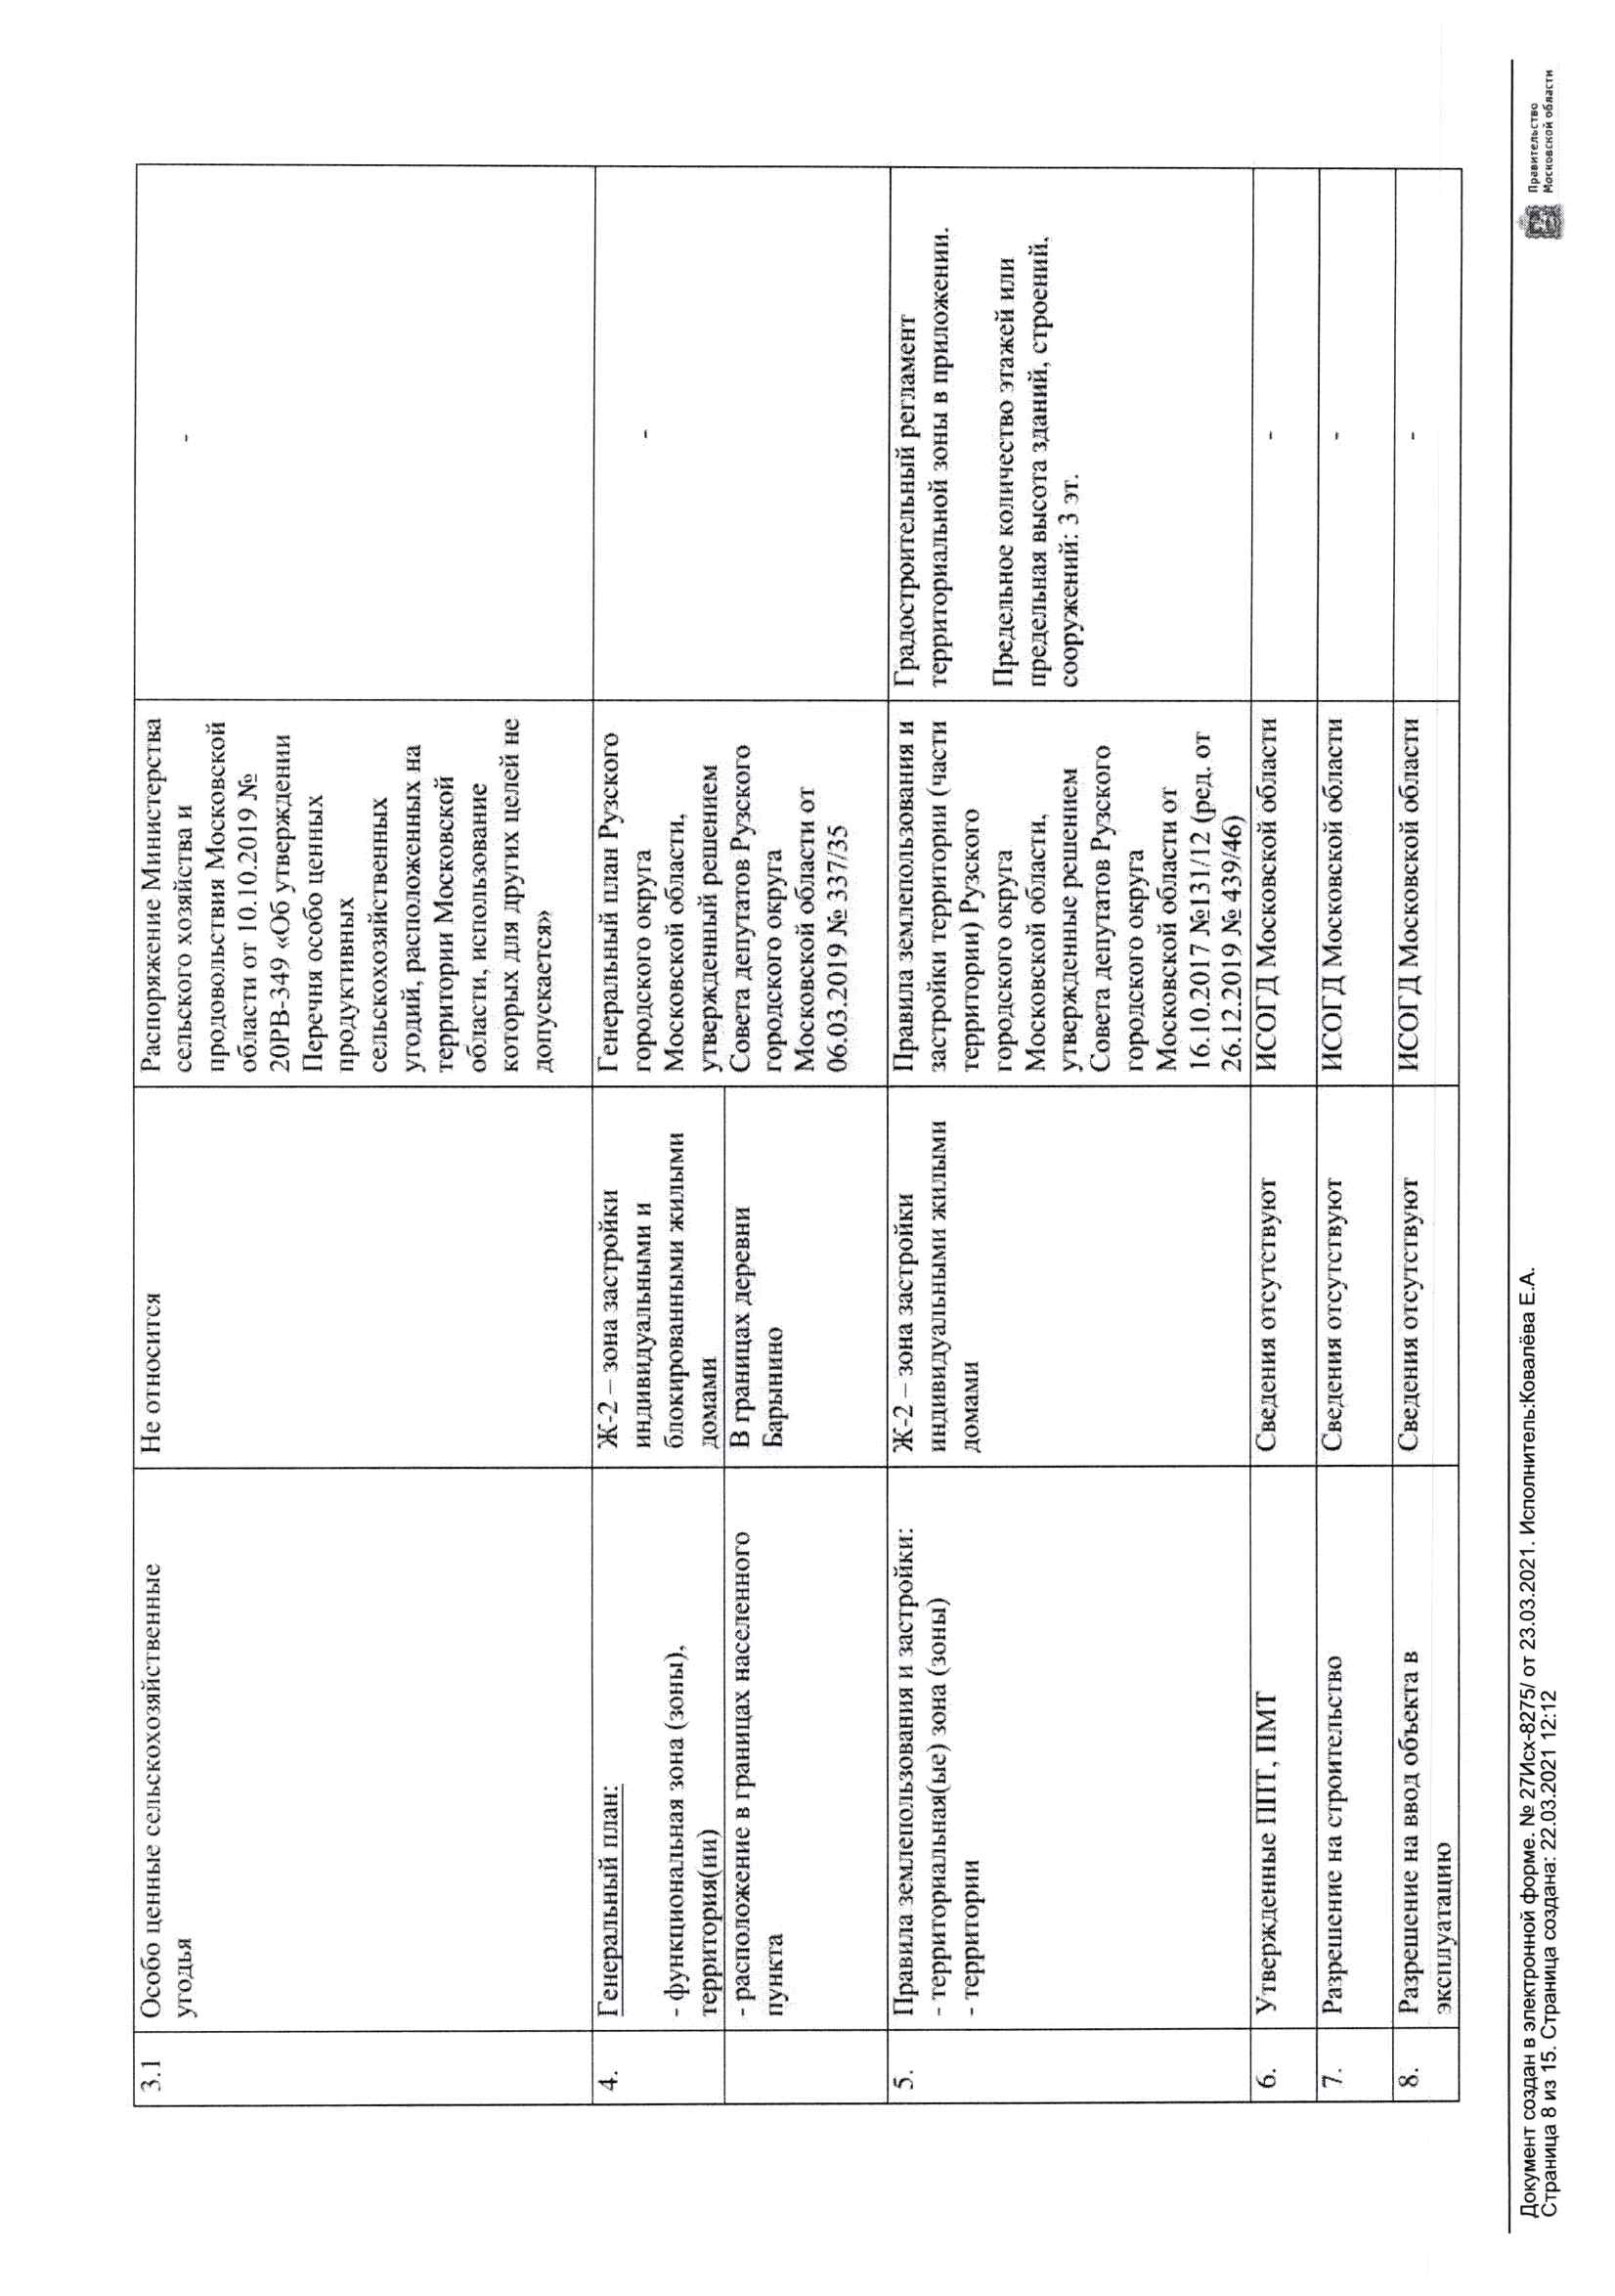 3.1
Особо ценные сельскохозяйственные
угодья
Не относится
Распоряжение Министерства
сельского хозяйства и
продовольствия Московской
области от 10.10.2019 №
20РВ-349 «Об утверждении
Перечня особо ценных
продуктивных
сельскохозяйственных
угодий, расположенных на
территории Московской
области, использование
которых для других целей не
допускается»
-
4.
Генеральный план:
- функциональная зона (зоны),
территория(ии)
Ж-2 – зона застройки
индивидуальными и
блокированными жилыми
домами
Генеральный план Рузского
городского округа
Московской области,
утвержденный решением
Совета депутатов Рузского
городского округа
Московской области от
06.03.2019 № 337/35
-
- расположение в границах населенного
пункта
В границах деревни
Барынино
5.
Правила землепользования и застройки:
- территориальная(ые) зона (зоны)
- территории
Ж-2 – зона застройки
индивидуальными жилыми
домами
Правила землепользования и
застройки территории (части
территории) Рузского
городского округа
Московской области,
утвержденные решением
Совета депутатов Рузского
городского округа
Московской области от
16.10.2017 №131/12 (ред. от
26.12.2019 № 439/46)
Градостроительный регламент
территориальной зоны в приложении.
Предельное количество этажей или
предельная высота зданий, строений,
сооружений: 3 эт.
6.
Утвержденные ППТ, ПМТ
Сведения отсутствуют
ИСОГД Московской области
-
7.
Разрешение на строительство
Сведения отсутствуют
ИСОГД Московской области
-
8.
Разрешение на ввод объекта в
эксплуатацию
Сведения отсутствуют
ИСОГД Московской области
-
Документ создан в электронной форме. № 27Исх-8275/ от 23.03.2021. Исполнитель:Ковалёва Е.А.
Страница 8 из 15. Страница создана: 22.03.2021 12:12
Правительство
Московской области